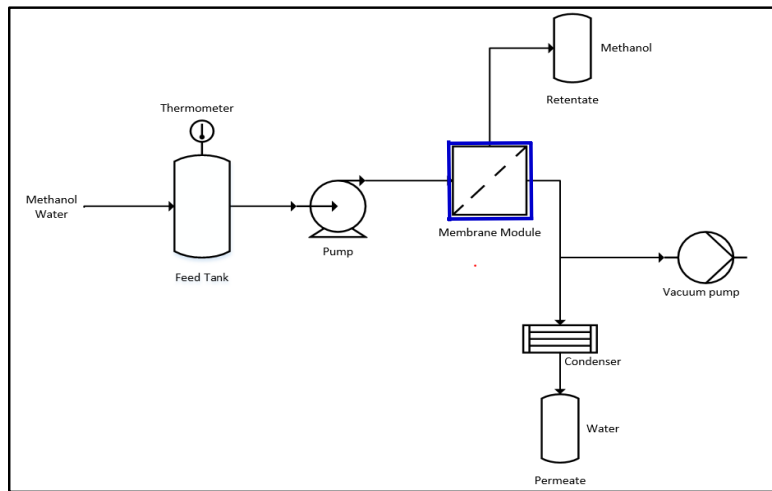 Methanol
Retentate
Thermometer
Methanol
Water
Feed Tank
Pump
Membrane Module
Vacuum pump
Condenser
Water
Permeate